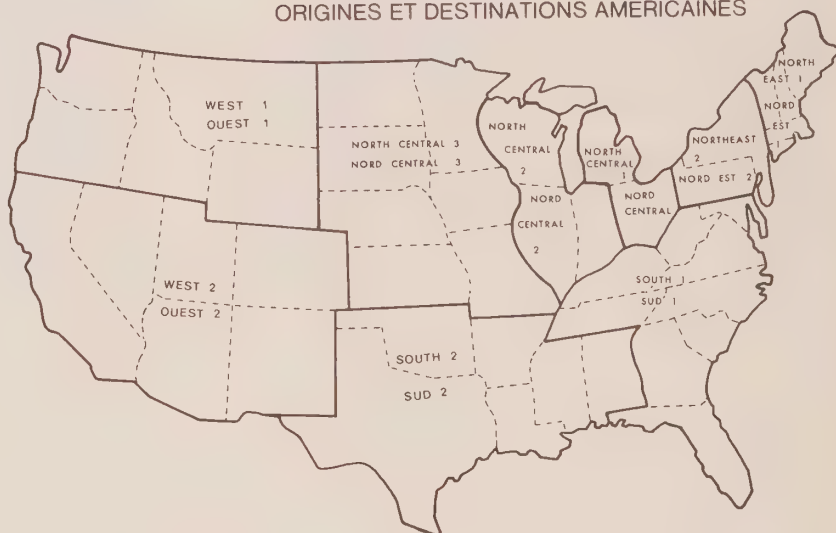 ORIGINES ET DESTINATIONS AMERICAINES
WEST 1
OUEST 1
NORTH CENTRAL 3
NORD CENTRAL 3
NORTH
CENTRAL
2
NORD
CENTRAL
2
NORTH
CENTRAL
1
NORD
CENTRAL
NORTHEAST
2
NORD EST 2
NORTH
EAST 1
NORD
EST
1
WEST 2
OUEST 2
SOUTH 2
SUD 2
SOUTH 1
SUD 1